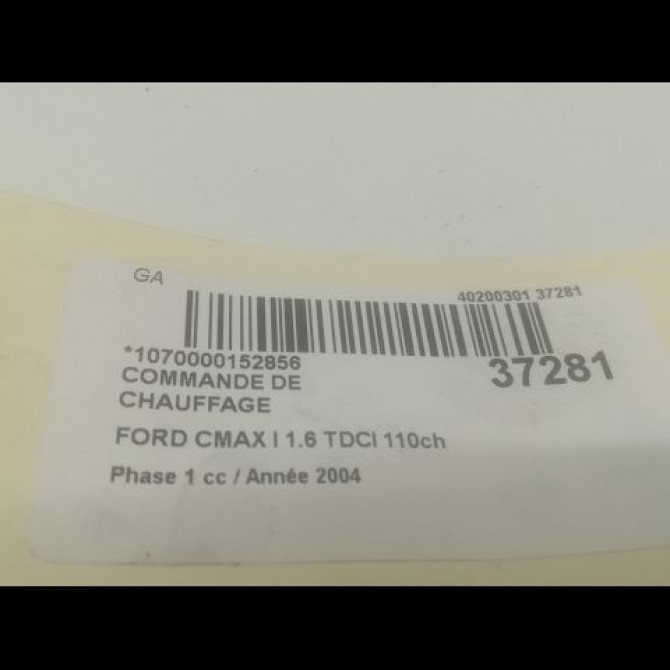 GA
40200301 37281
*1070000152856
37281
COMMANDE DE
CHAUFFAGE
FORD CMAX I 1.6 TDCI 110ch
Phase 1 cc / Année 2004